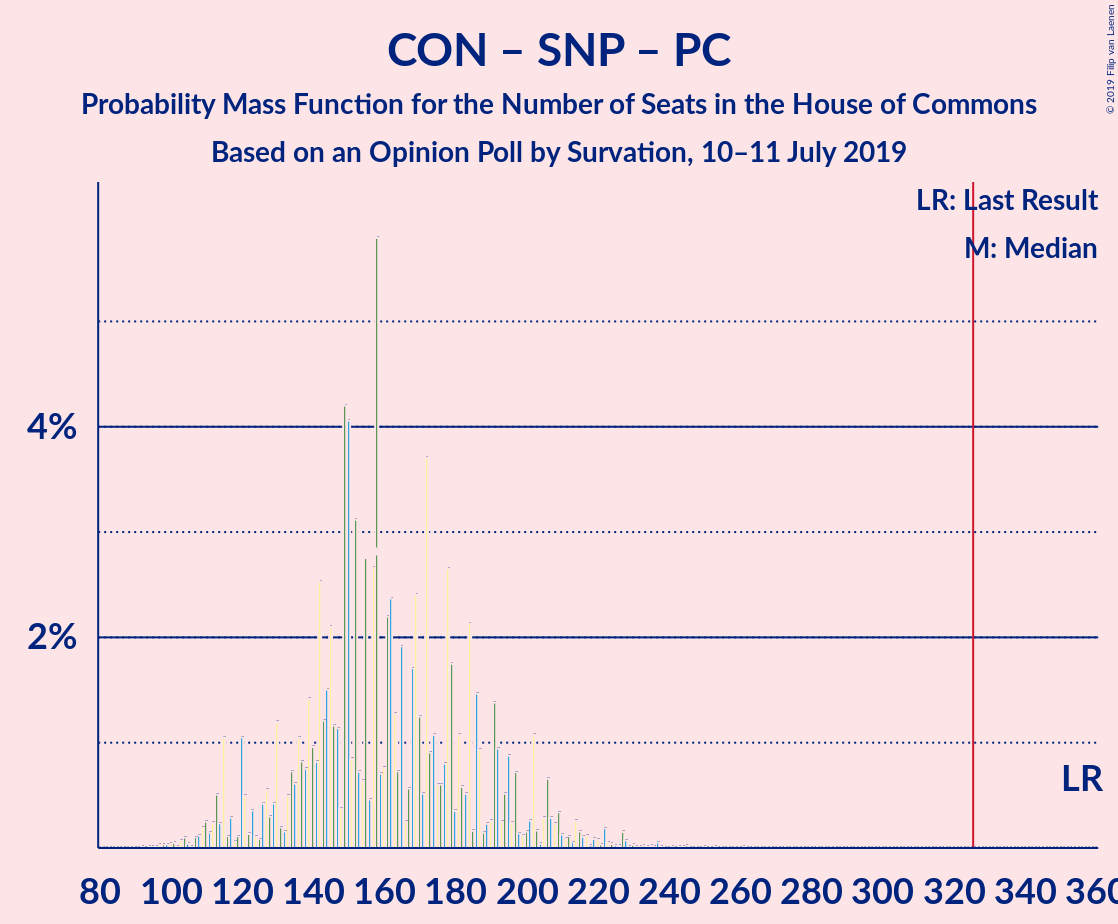 CON – SNP – PC
Probability Mass Function for the Number of Seats in the House of Commons
Based on an Opinion Poll by Survation, 10–11 July 2019
© 2019 Filip van Laenen
LR: Last Result
M: Median
4%
2%
LR
80 100 120 140 160 180 200 220 240 260 280 300 320 340 360